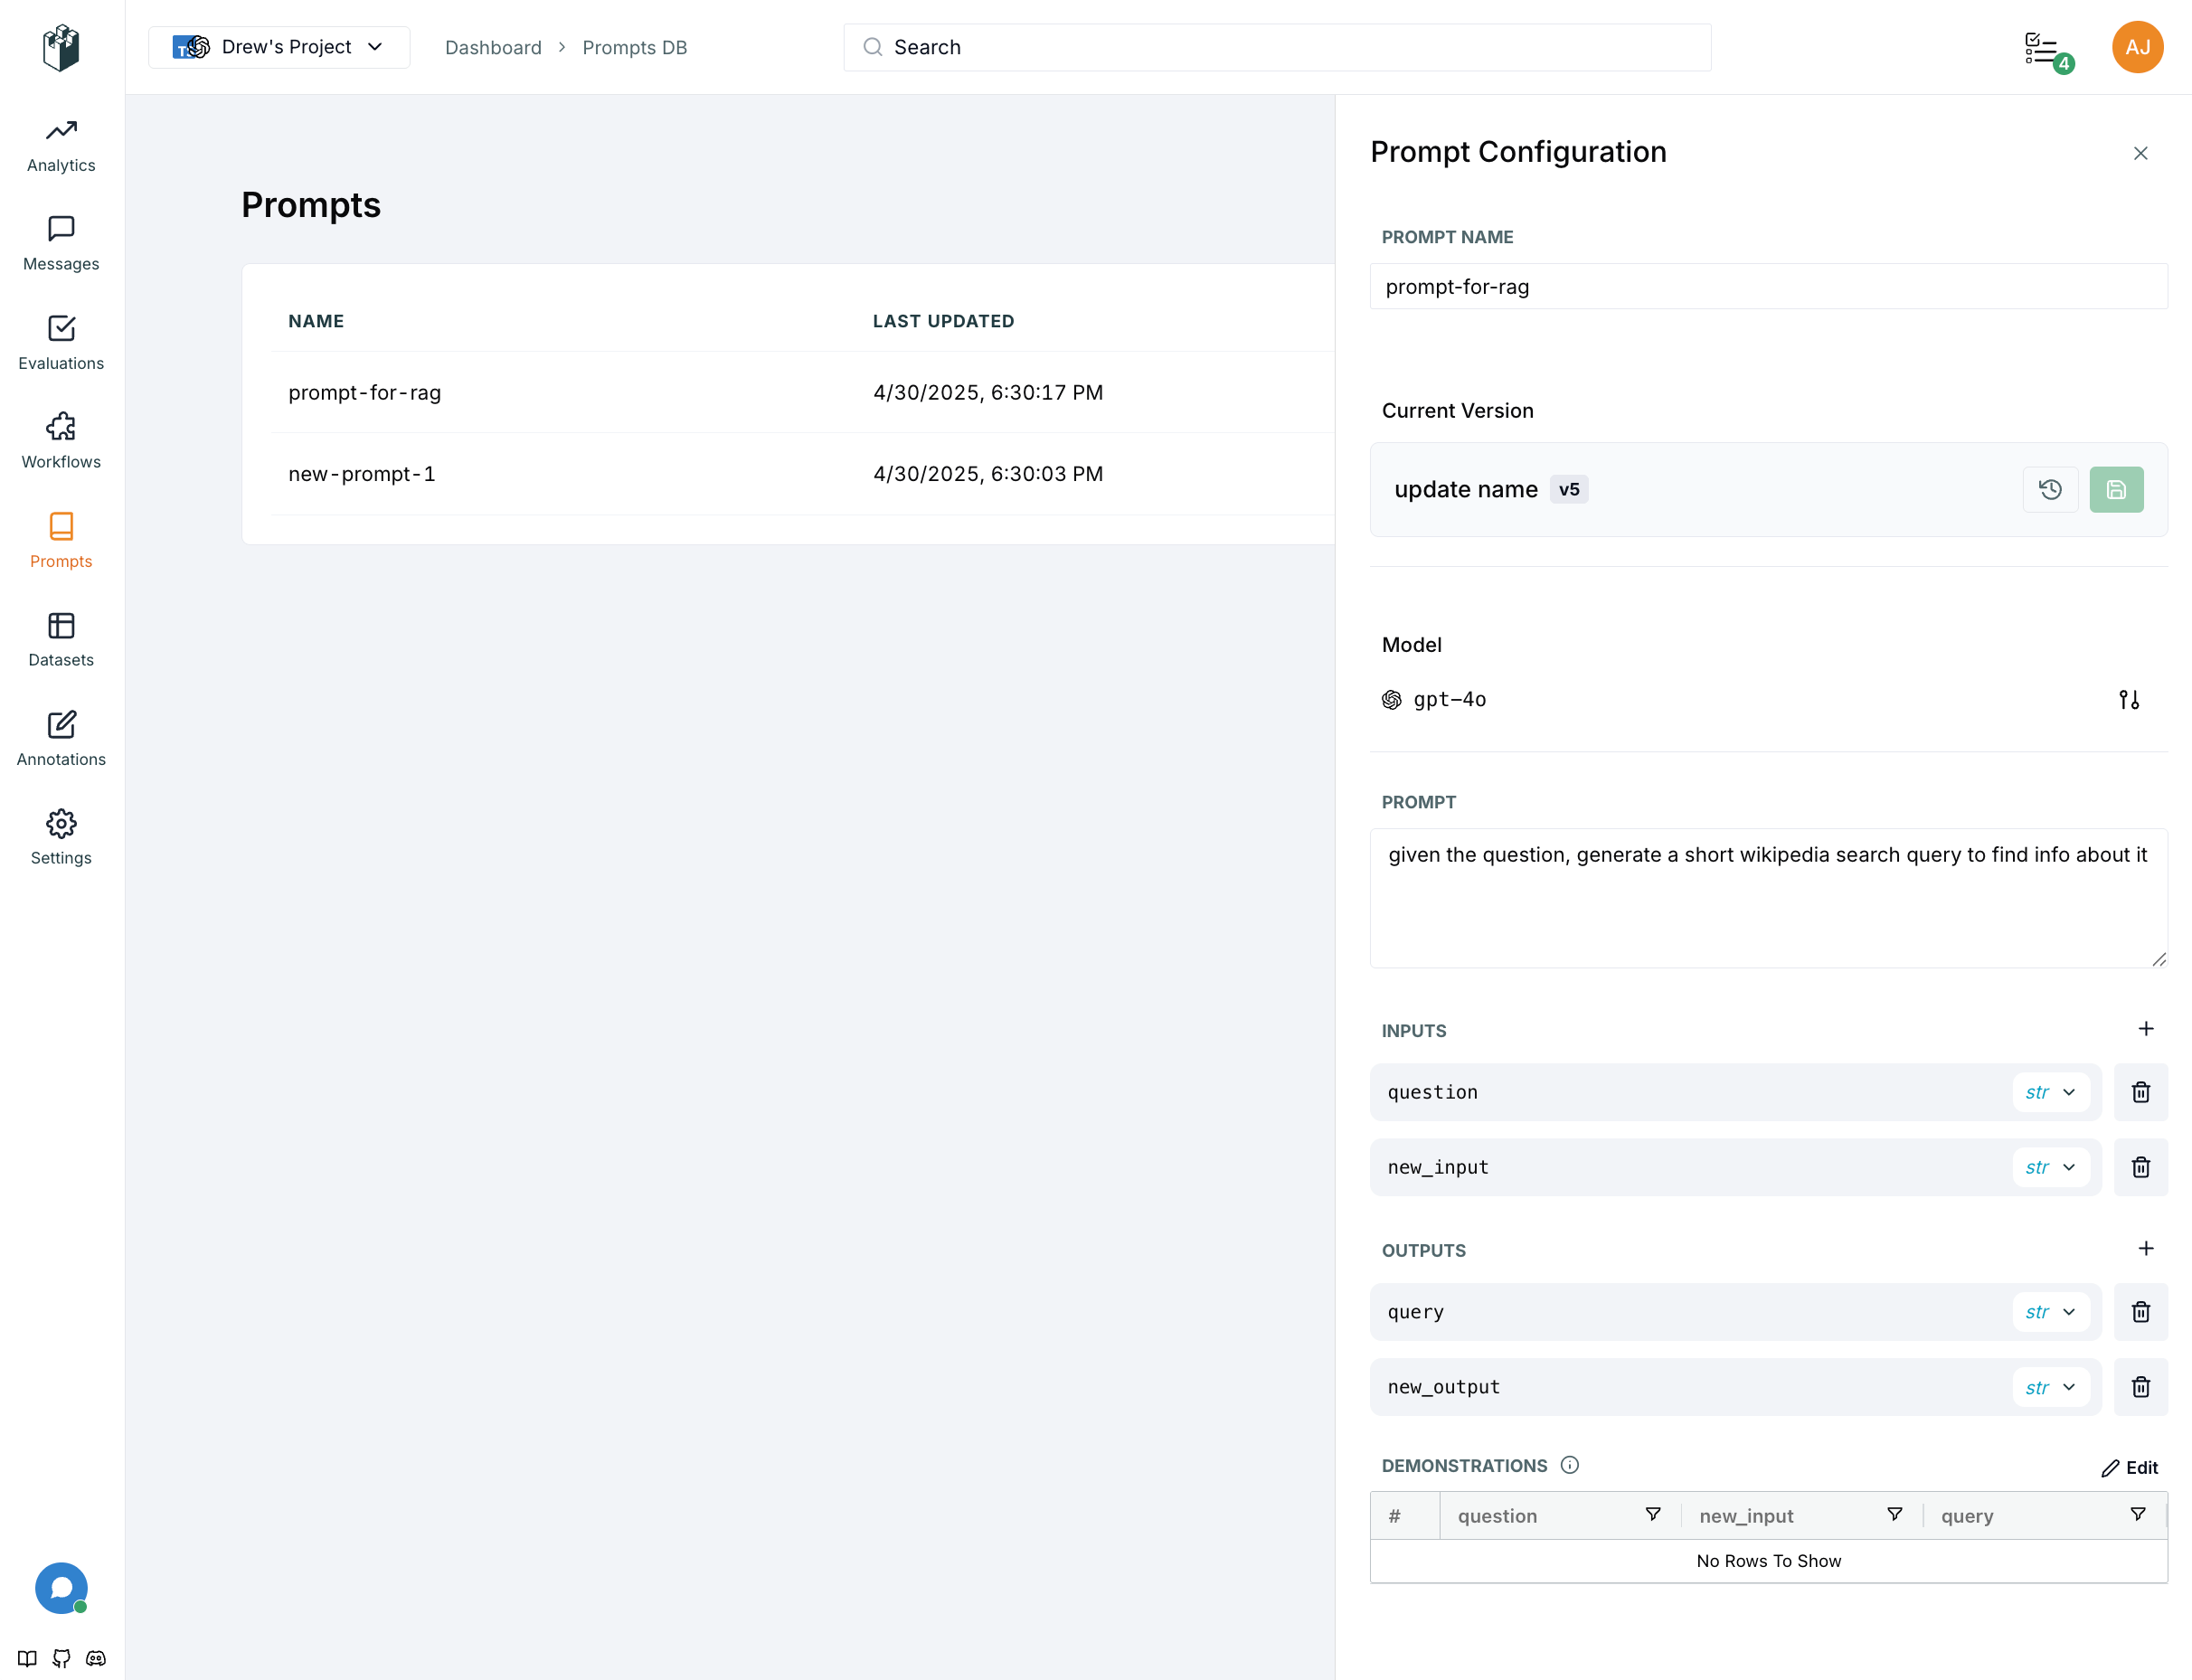 Drew's Project
Dashboard > Prompts DB
Search
4
AJ
Analytics
Messages
Evaluations
Workflows
Prompts
Datasets
Annotations
Settings
Prompts
NAME LAST UPDATED
prompt-for-rag 4/30/2025, 6:30:17 PM
new-prompt-1 4/30/2025, 6:30:03 PM
Prompt Configuration
PROMPT NAME
prompt-for-rag
Current Version
update name v5
Model
gpt-4o
PROMPT
given the question, generate a short wikipedia search query to find info about it
INPUTS
question str
new_input str
OUTPUTS
query str
new_output str
DEMONSTRATIONS Edit
# question new_input query
No Rows To Show